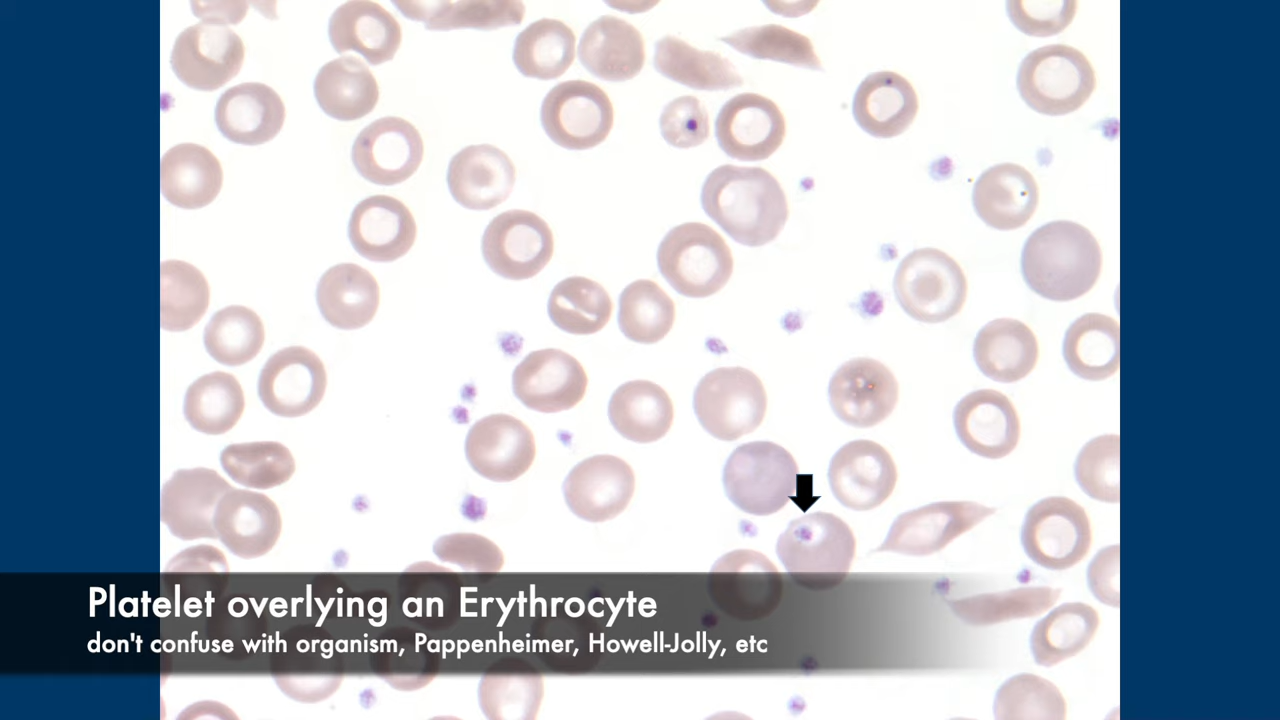 Platelet overlying an Erythrocyte
don't confuse with organism, Pappenheimer, Howell-Jolly, etc